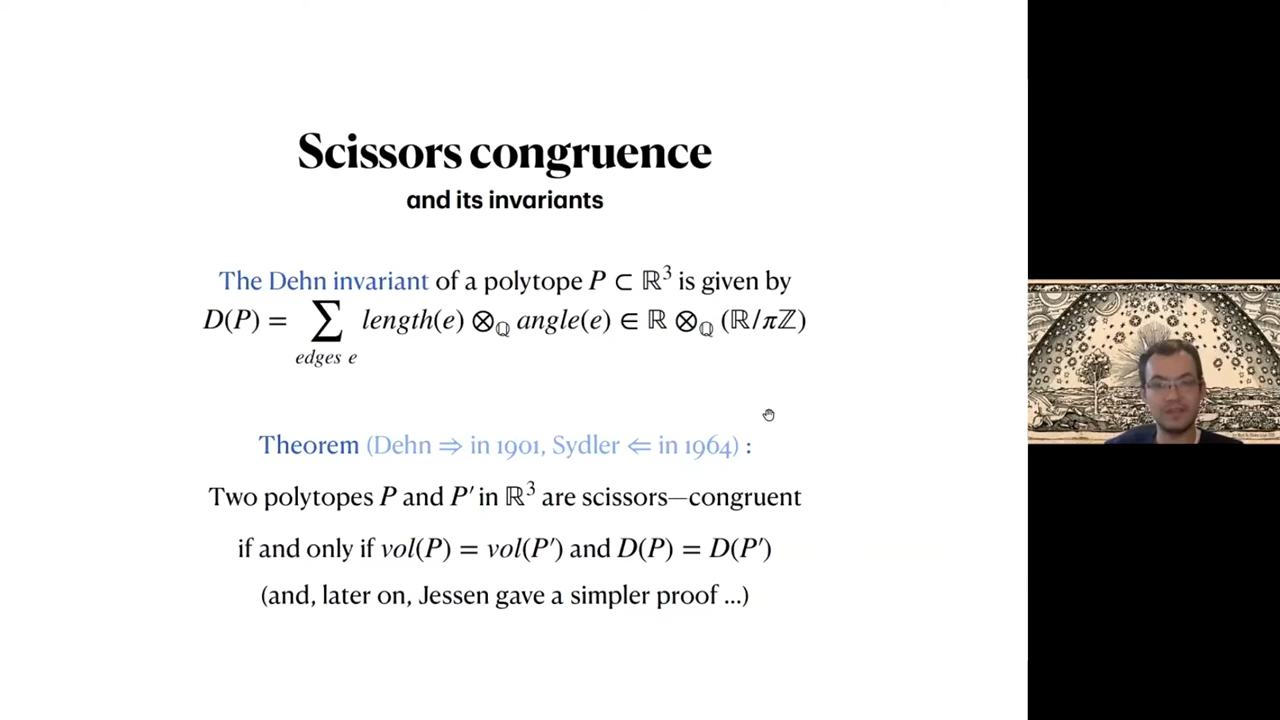 Scissors congruence
and its invariants
The Dehn invariant of a polytope P ⊂ ℝ³ is given by
D(P) = ∑ length(e) ⊗_ℚ angle(e) ∈ ℝ ⊗_ℚ (ℝ/πℤ)
edges e
Theorem (Dehn ⇒ in 1901, Sydler ⇐ in 1964) :
Two polytopes P and P′ in ℝ³ are scissors—congruent
if and only if vol(P) = vol(P′) and D(P) = D(P′)
(and, later on, Jessen gave a simpler proof ...)